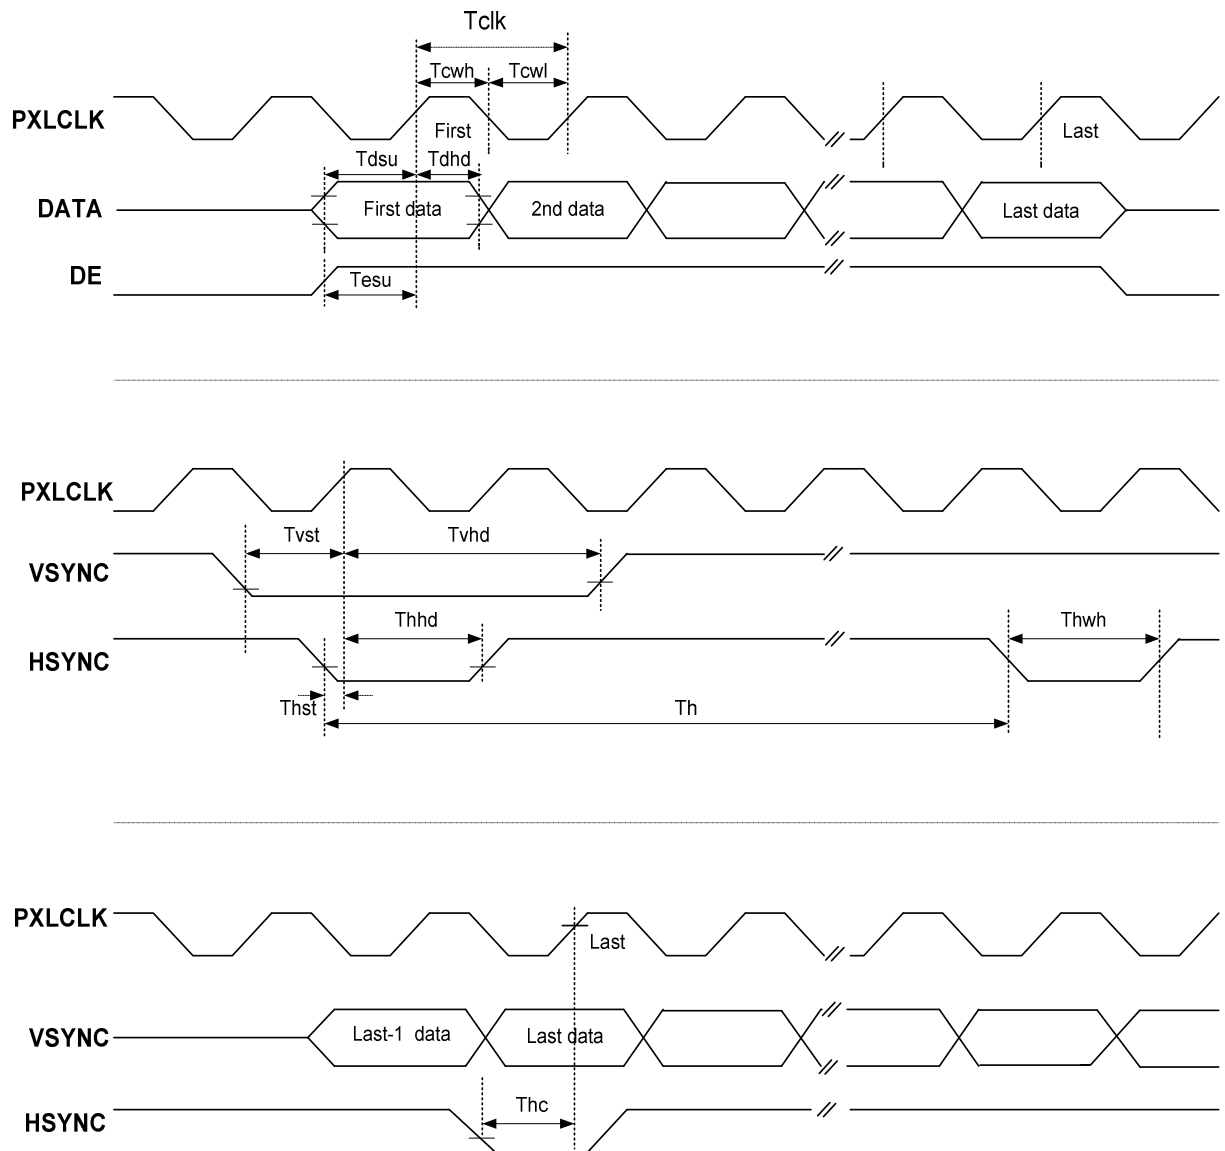 Tclk
Tcwh Tcwl
PXLCLK First Last
Tdsu Tdhd
DATA First data 2nd data Last data
DE
Tesu
PXLCLK
Tvst Tvhd
VSYNC
Thhd Thwh
HSYNC
Thst Th
PXLCLK
Last
VSYNC Last-1 data Last data
Thc
HSYNC